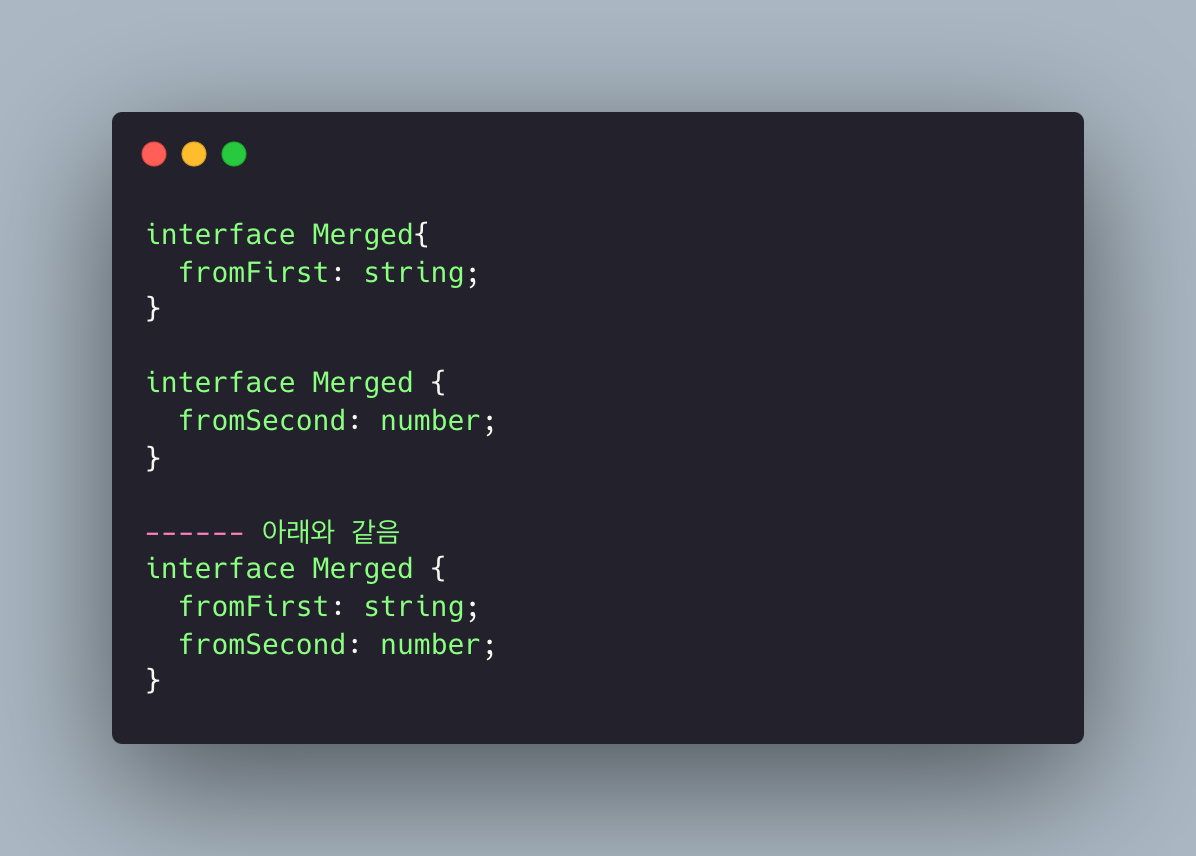 interface Merged{
  fromFirst: string;
}
interface Merged {
  fromSecond: number;
}
------ 아래와 같음
interface Merged {
  fromFirst: string;
  fromSecond: number;
}